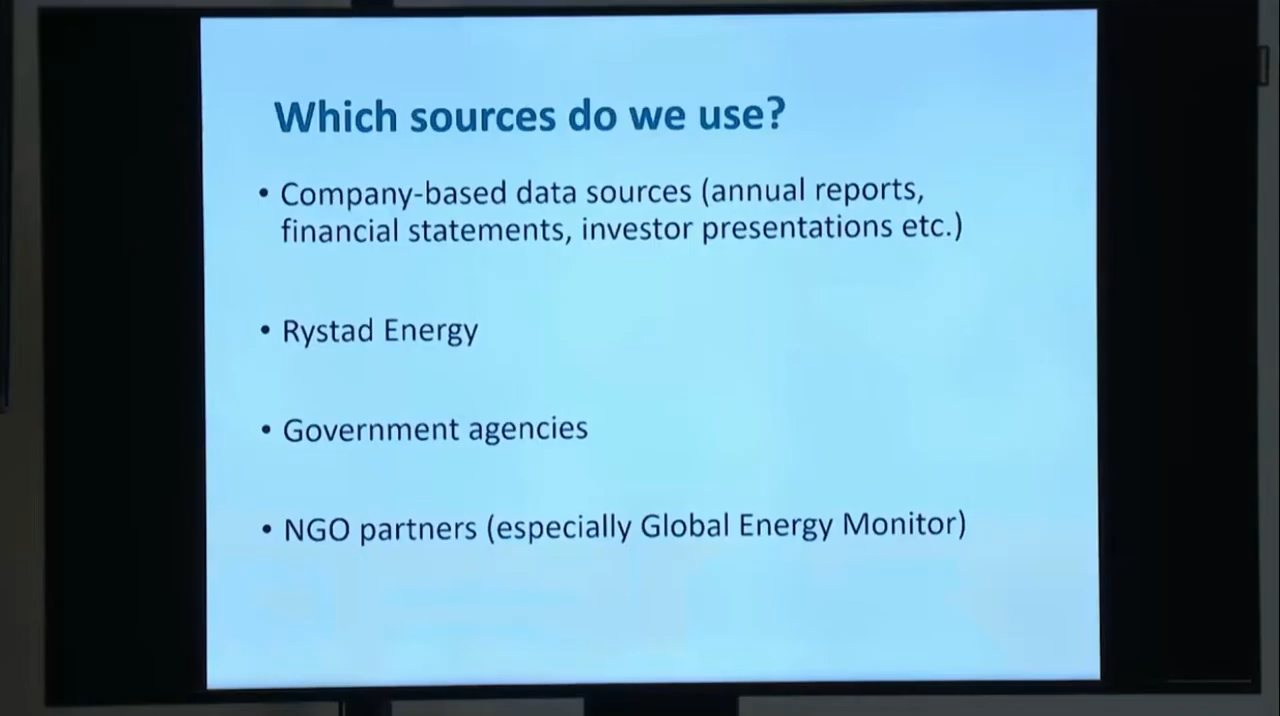 Which sources do we use?
• Company-based data sources (annual reports,
financial statements, investor presentations etc.)
• Rystad Energy
• Government agencies
• NGO partners (especially Global Energy Monitor)